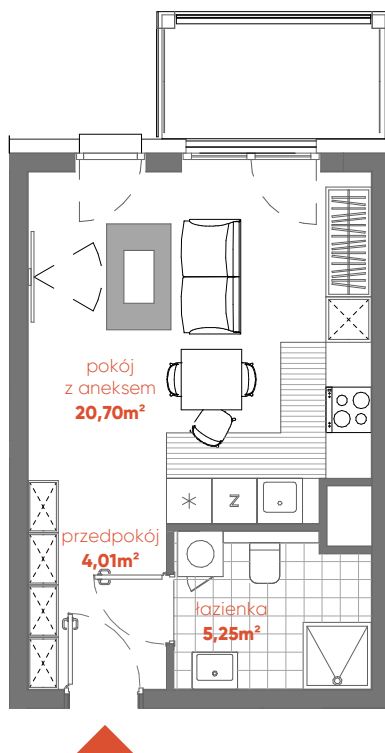 pokój
z aneksem
20,70m²
Z
przedpokój
4,01m²
łazienka
5,25m²